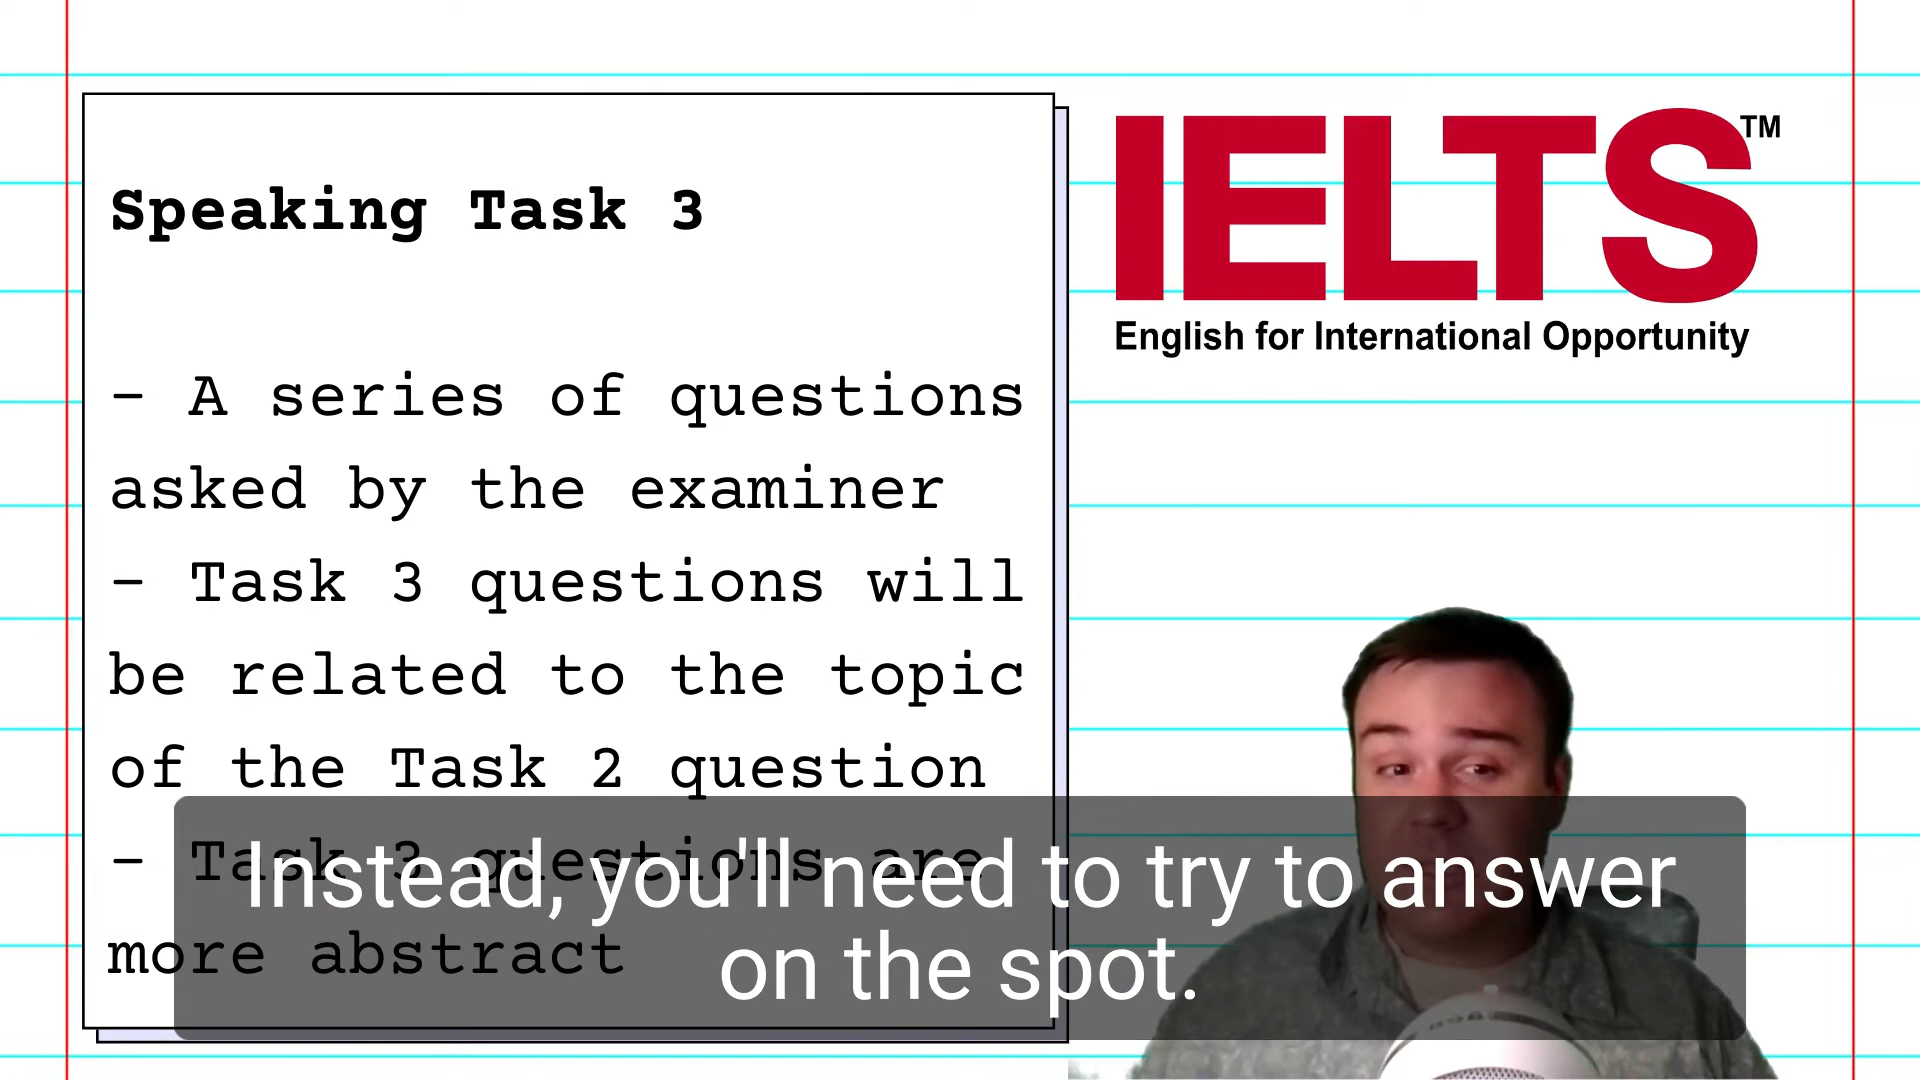 Speaking Task 3
- A series of questions
asked by the examiner
- Task 3 questions will
be related to the topic
of the Task 2 question
- Task 3 questions are
more abstract
IELTS™
English for International Opportunity
Instead, you'll need to try to answer
on the spot.